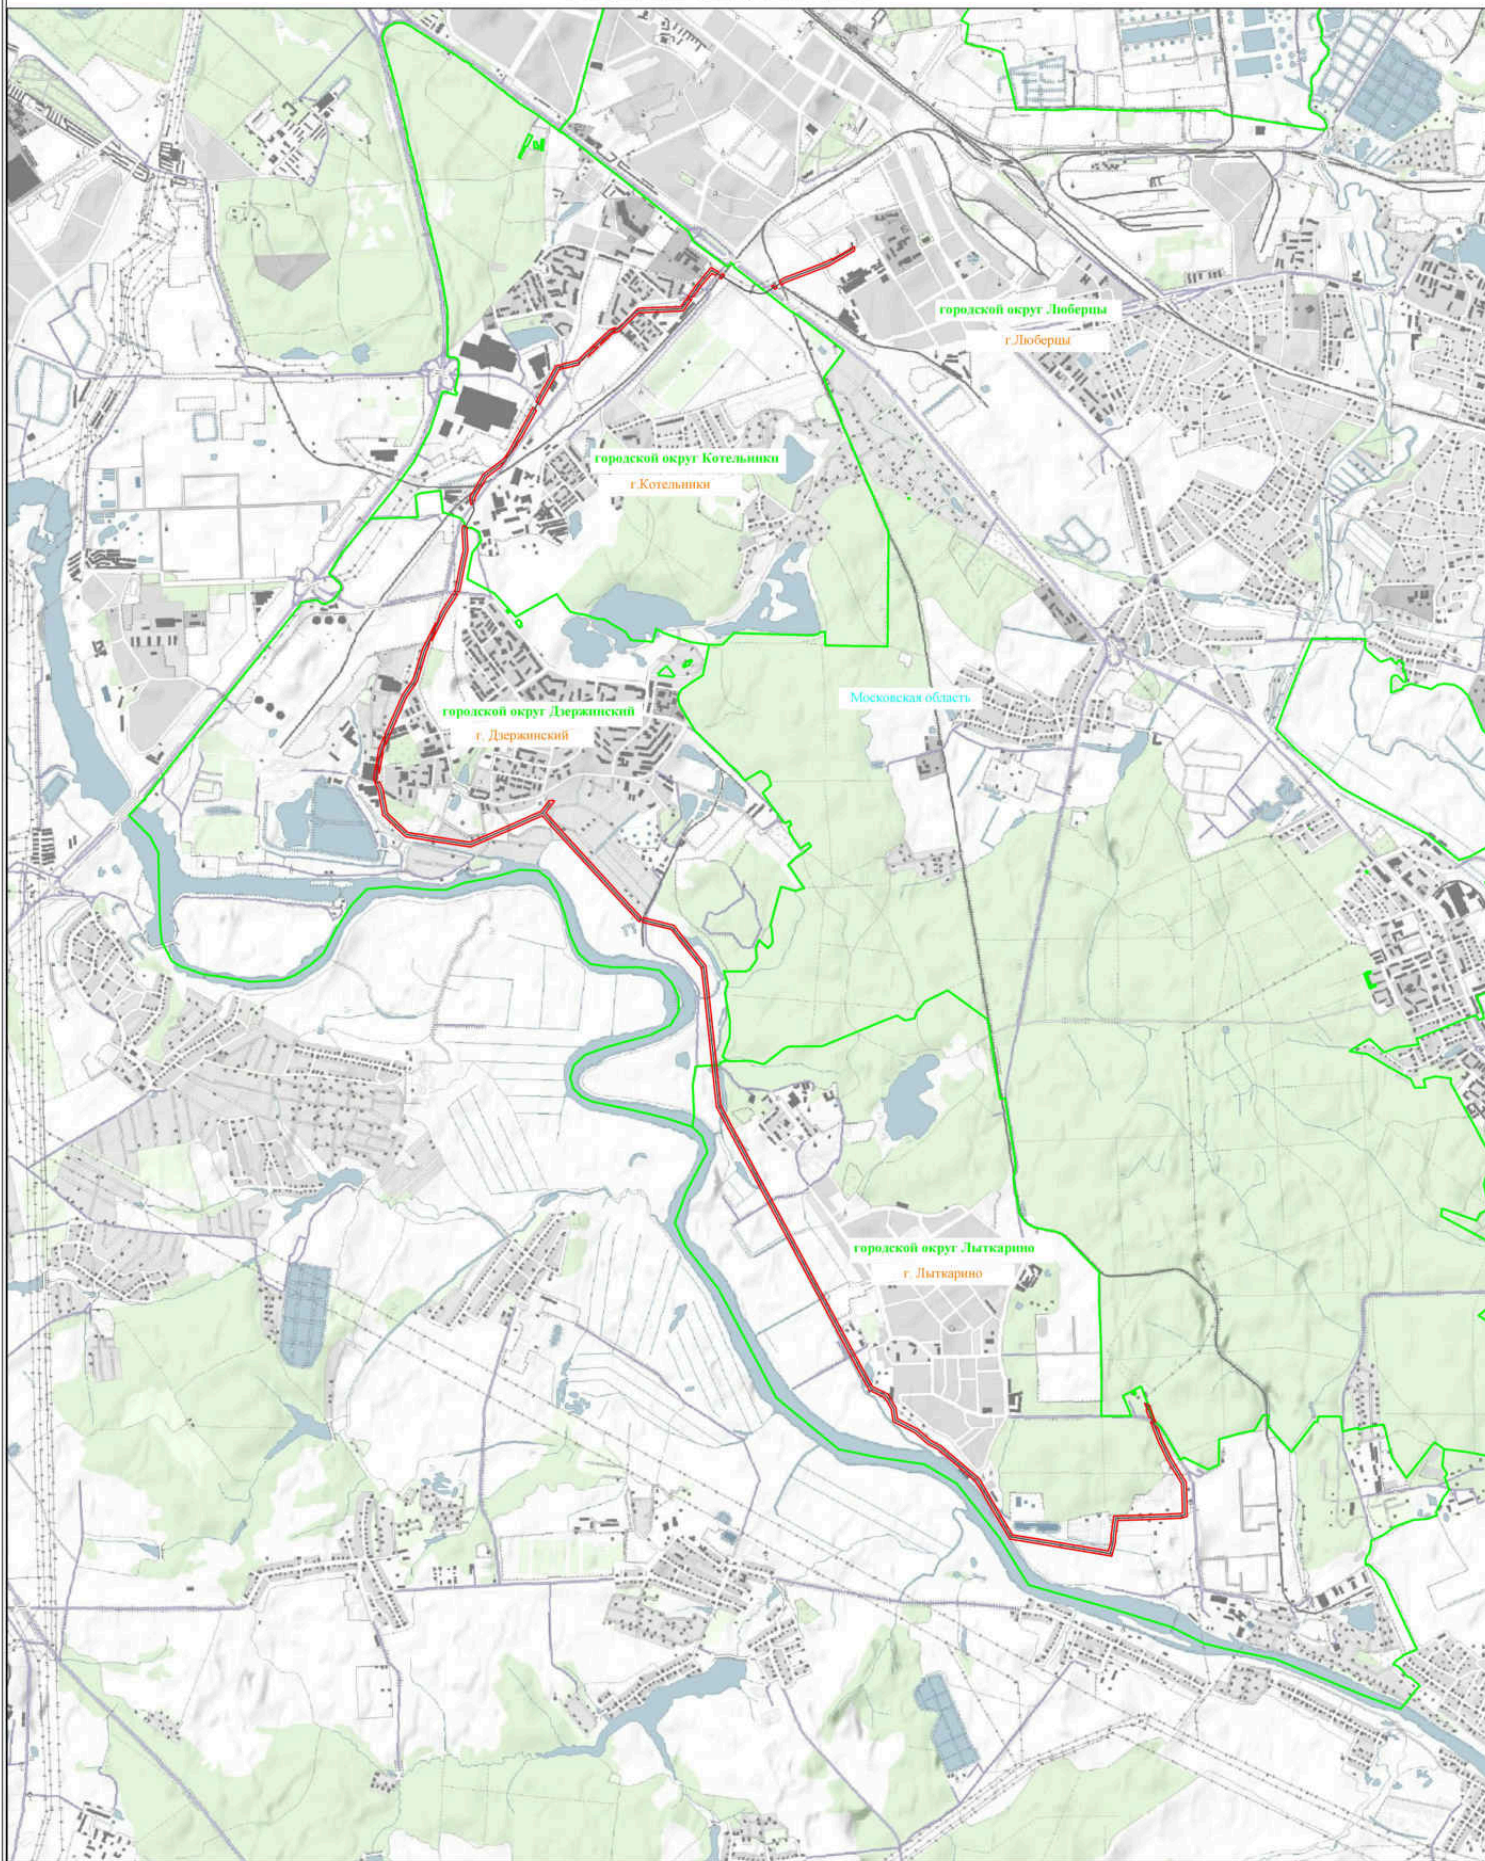 городской округ Люберцы
г.Люберцы
городской округ Котельники
г.Котельники
Московская область
городской округ Дзержинский
г. Дзержинский
городской округ Лыткарино
г. Лыткарино